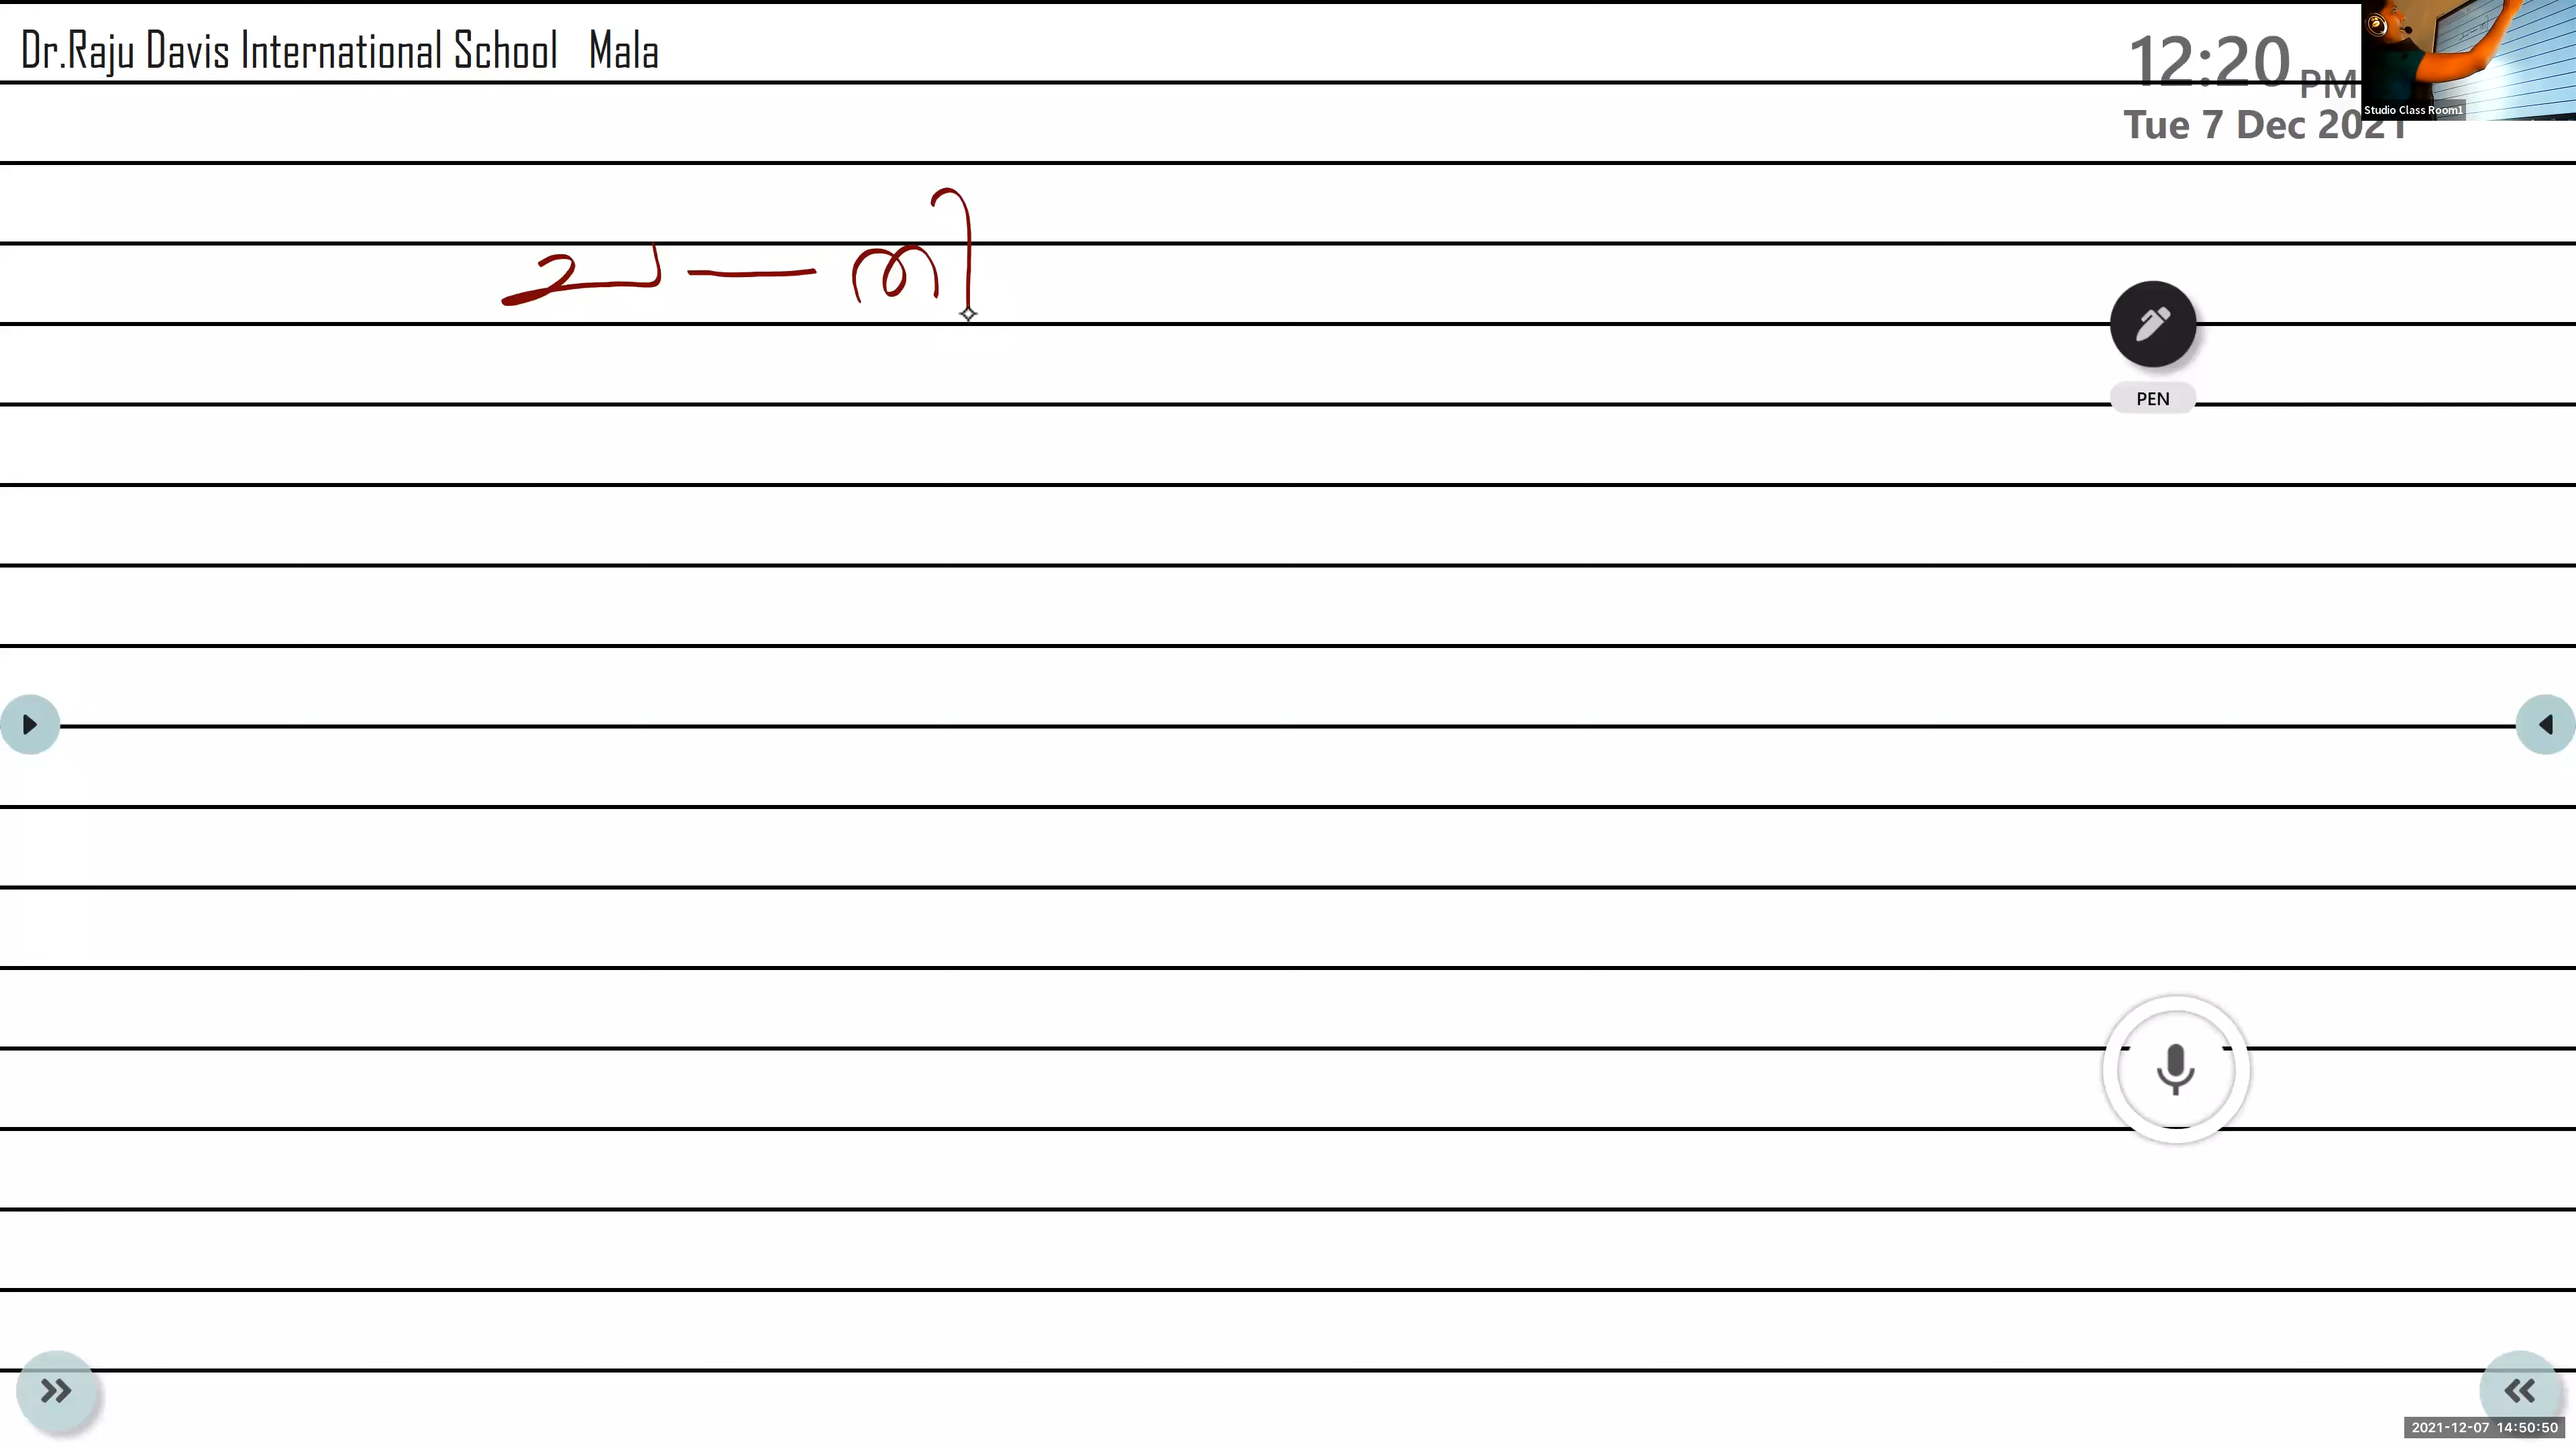 Dr.Raju Davis International School Mala
12:20 PM
Tue 7 Dec 2021
Studio Class Room1
PEN
2021-12-07 14:50:50